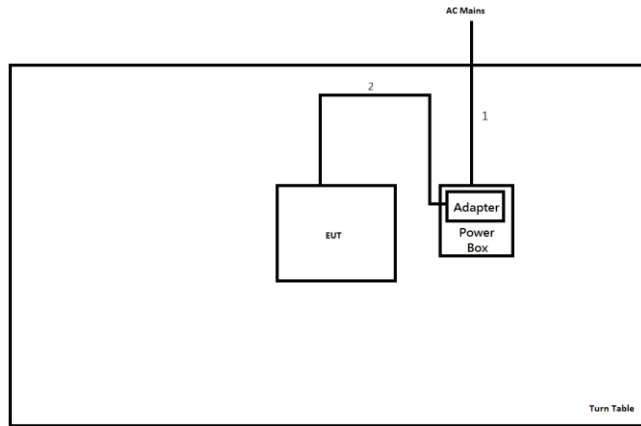 AC Mains
2
1
Adapter
Power
Box
EUT
Turn Table